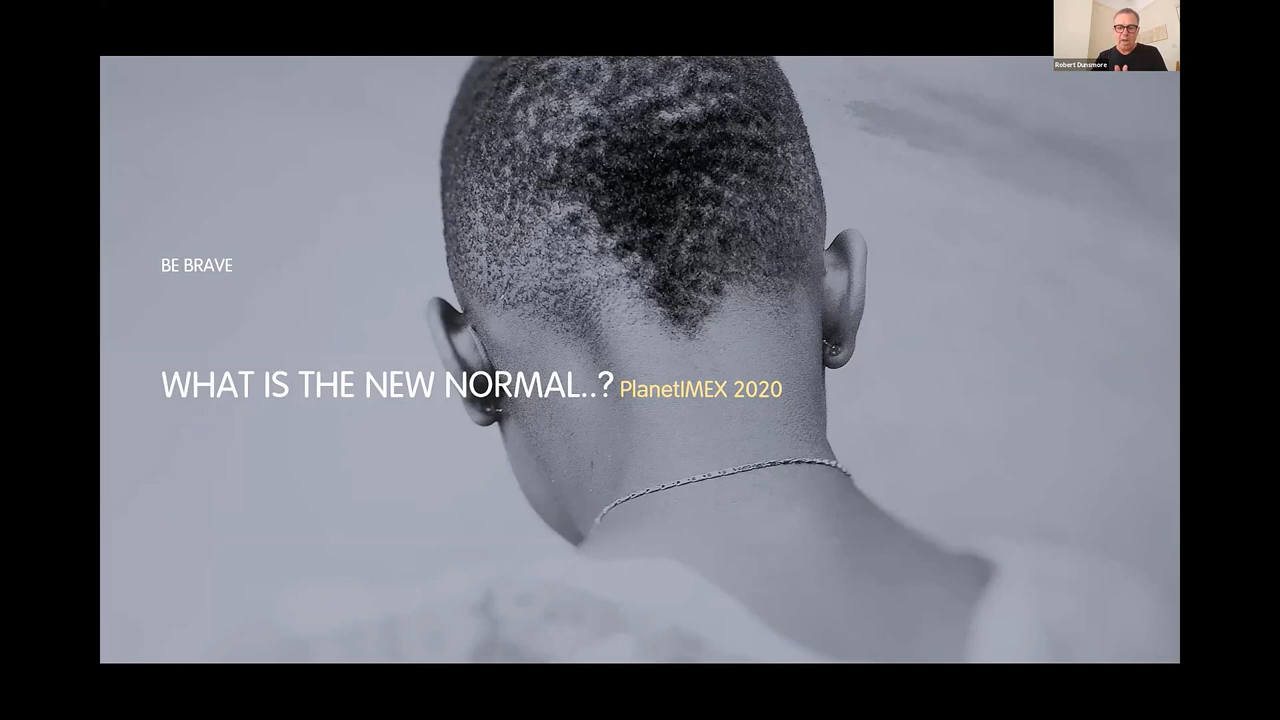 Robert Dunsmore
BE BRAVE
WHAT IS THE NEW NORMAL..? PlanetIMEX 2020